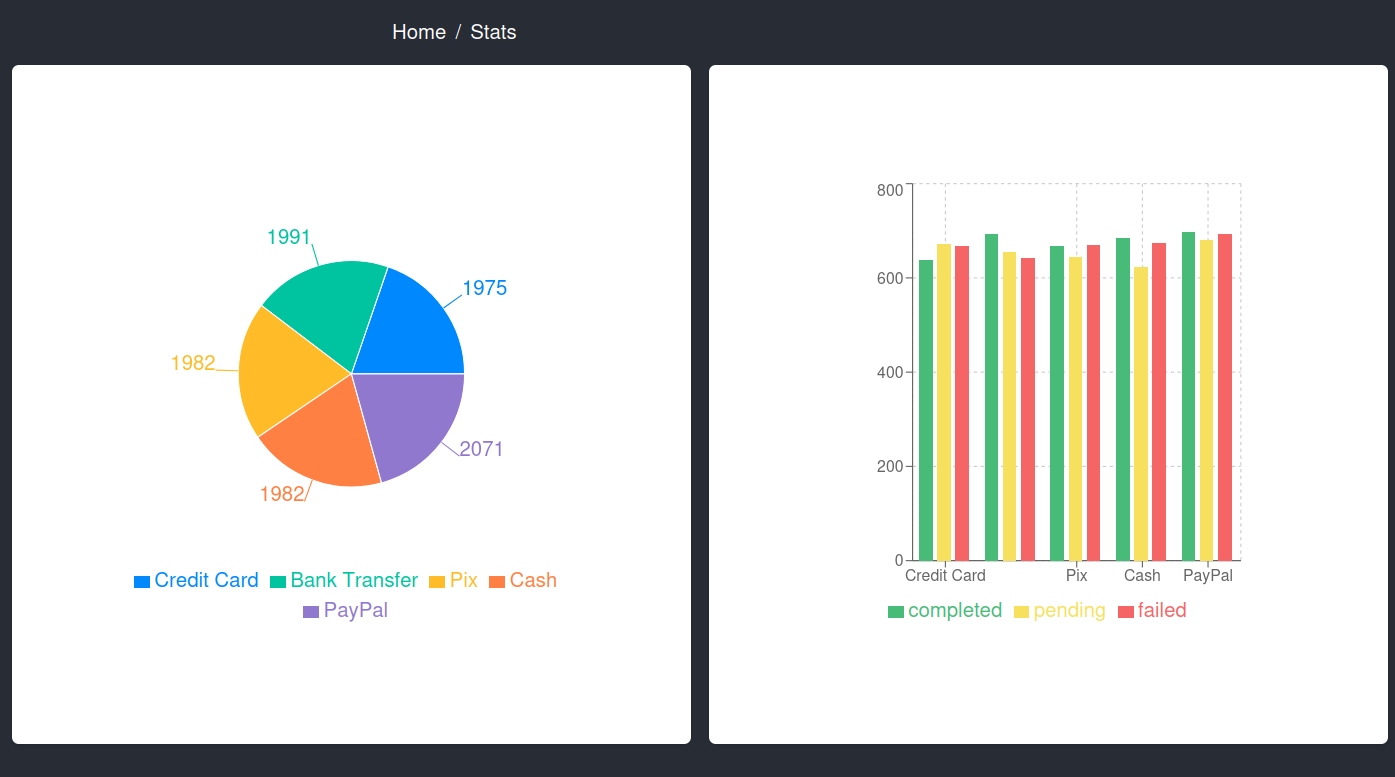 Home / Stats
1991
1975
1982
2071
1982
Credit Card Bank Transfer Pix Cash
PayPal
800
600
400
200
0
Credit Card Pix Cash PayPal
completed pending failed